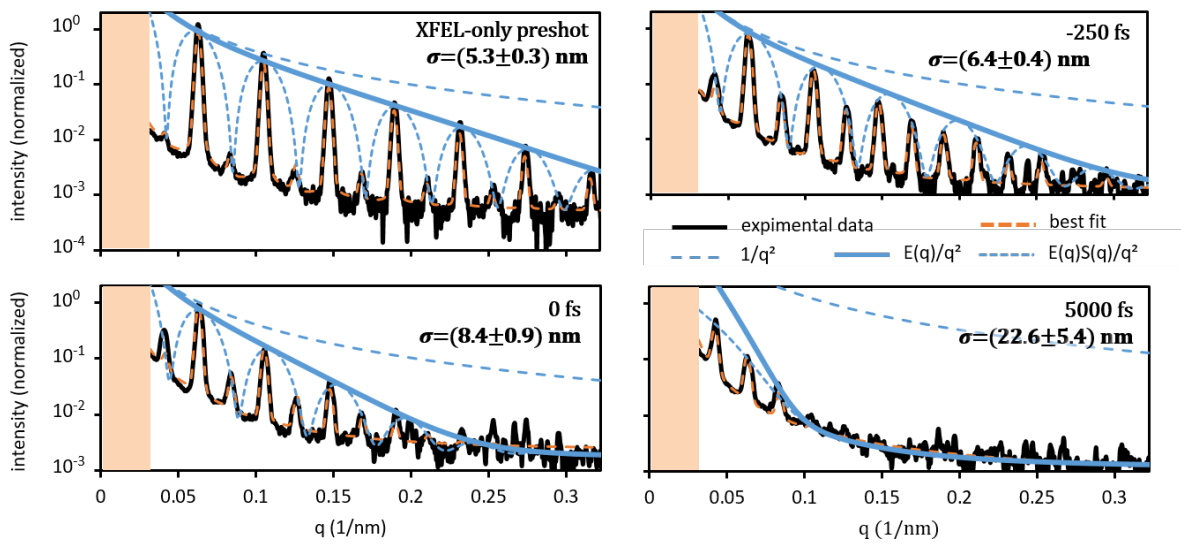 XFEL-only preshot
σ=(5.3±0.3) nm
intensity (normalized)
10⁰
10⁻¹
10⁻²
10⁻³
10⁻⁴
-250 fs
σ=(6.4±0.4) nm
expimental data
best fit
1/q²
E(q)/q²
E(q)S(q)/q²
0 fs
σ=(8.4±0.9) nm
intensity (normalized)
10⁰
10⁻¹
10⁻²
10⁻³
0 0.05 0.1 0.15 0.2 0.25 0.3
q (1/nm)
5000 fs
σ=(22.6±5.4) nm
0 0.05 0.1 0.15 0.2 0.25 0.3
q (1/nm)